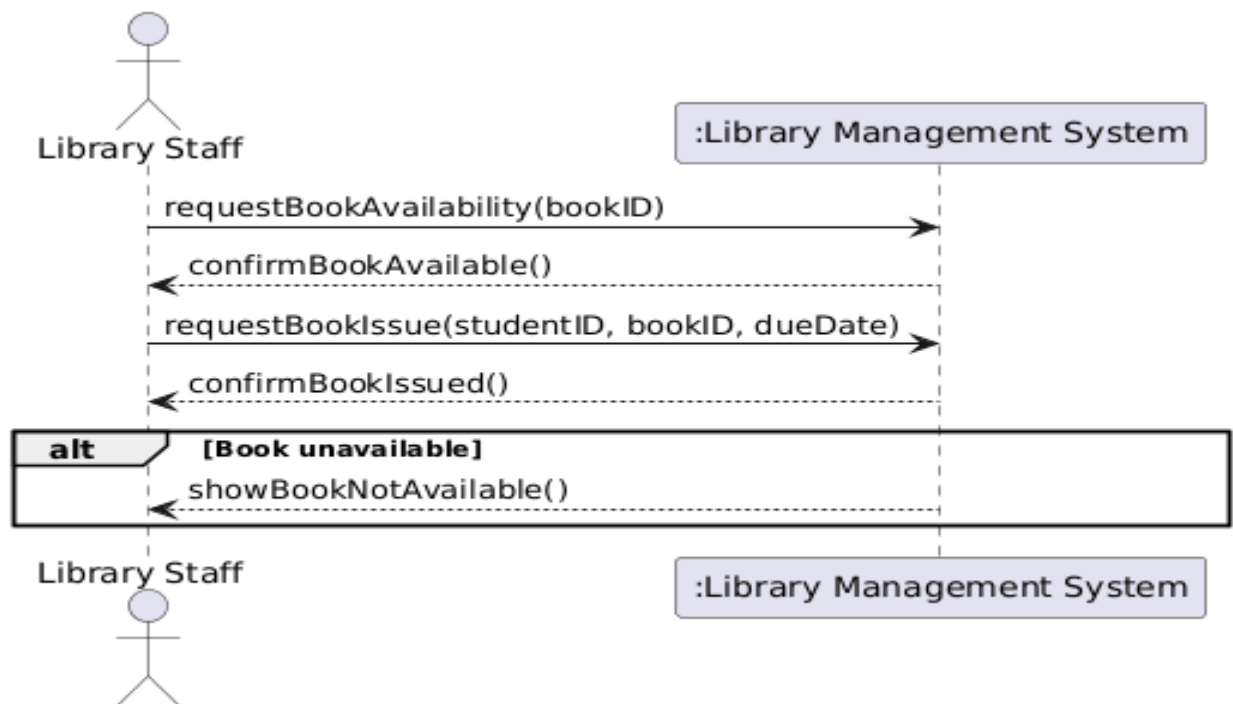 Library Staff
:Library Management System
requestBookAvailability(bookID)
confirmBookAvailable()
requestBookIssue(studentID, bookID, dueDate)
confirmBookIssued()
alt
[Book unavailable]
showBookNotAvailable()
Library Staff
:Library Management System